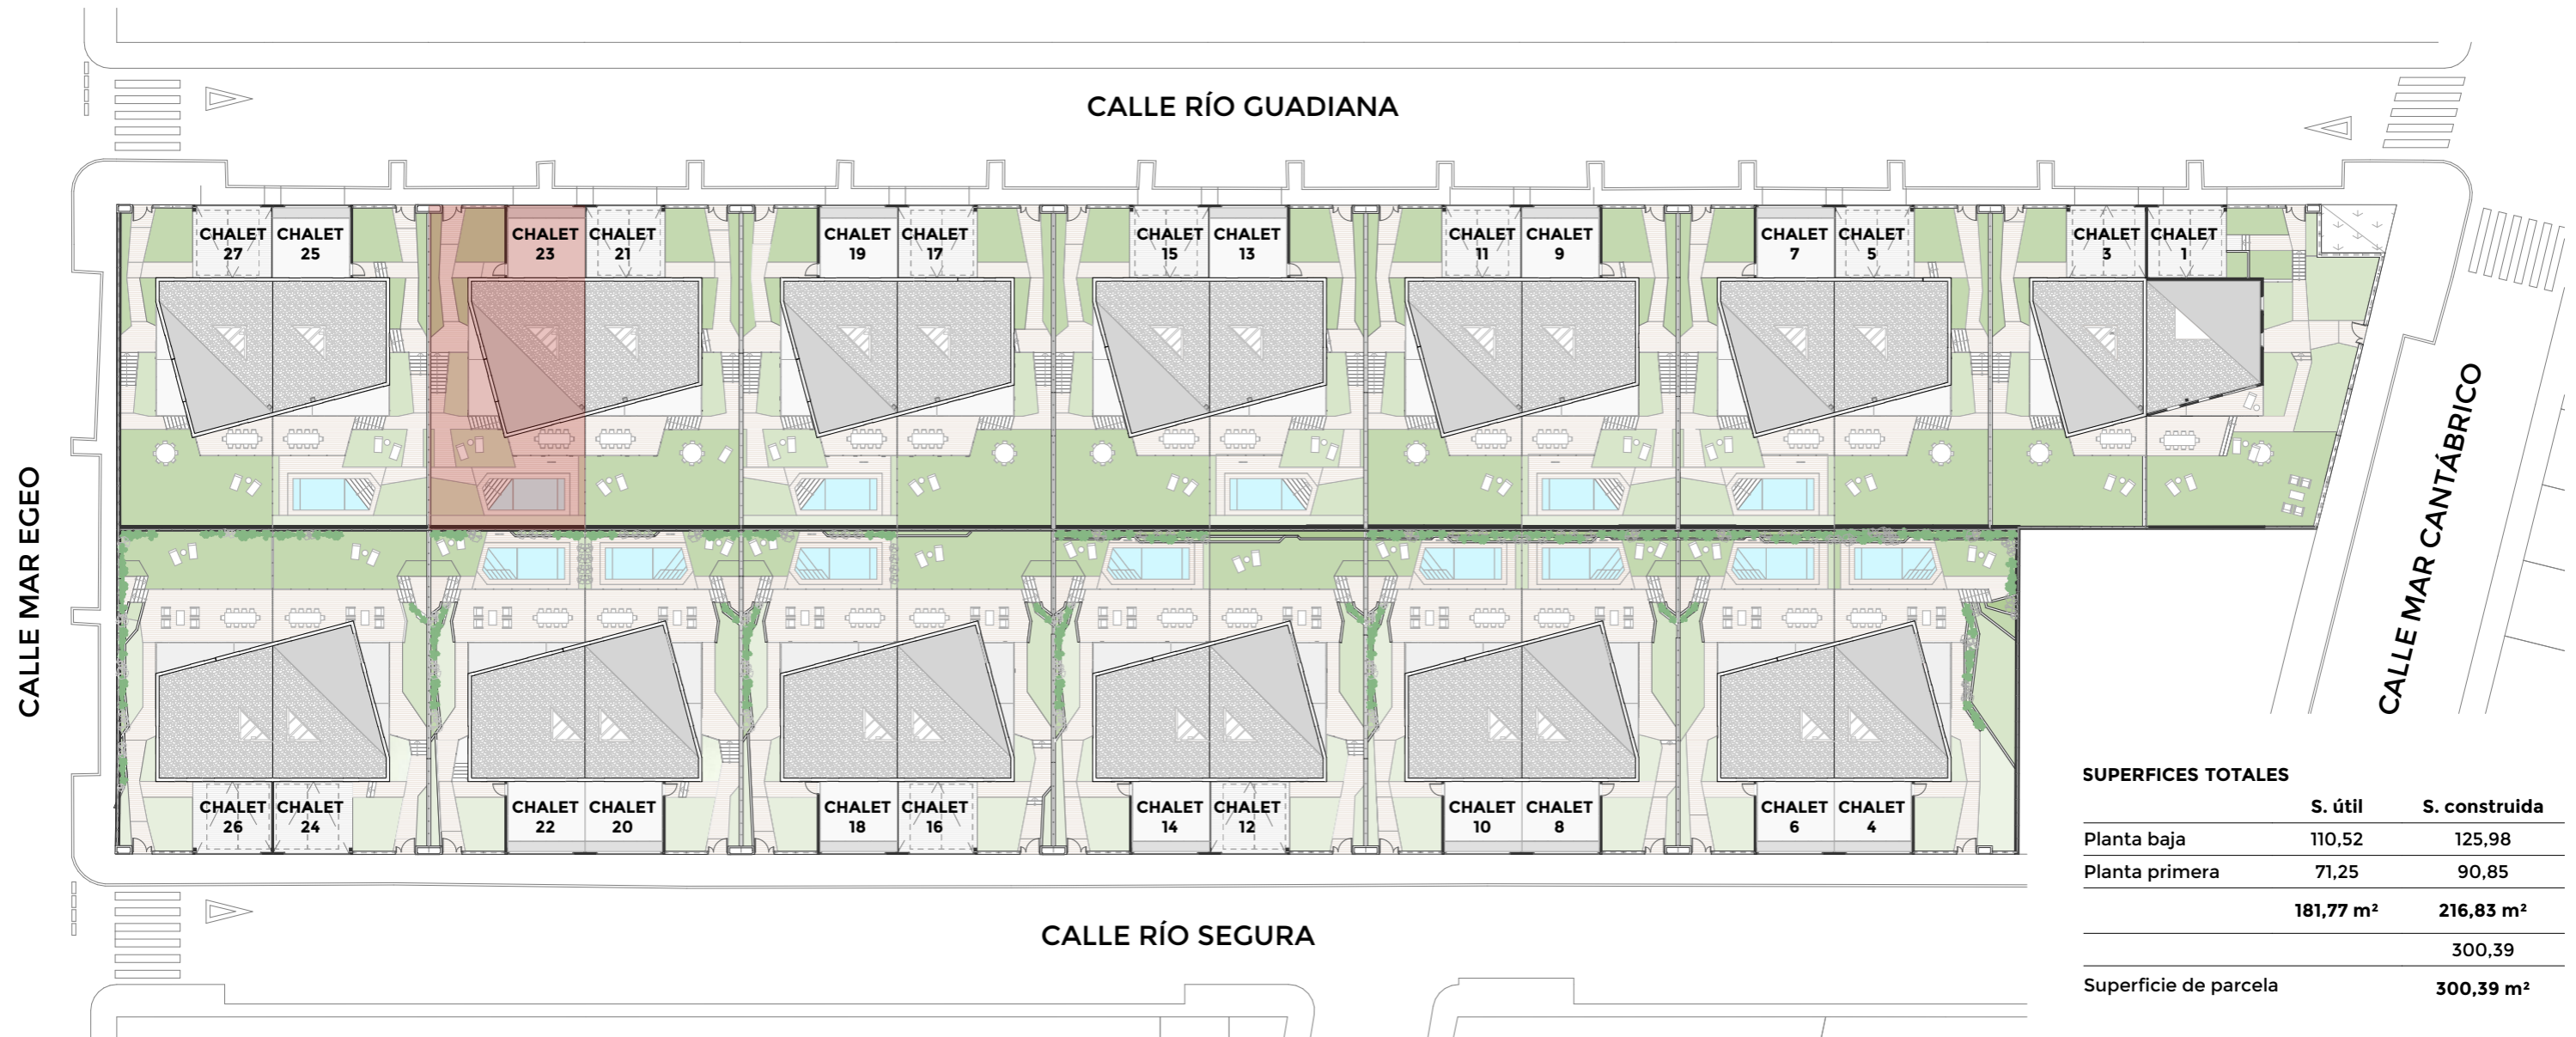 CALLE RÍO GUADIANA
CHALET 27
CHALET 25
CHALET 23
CHALET 21
CHALET 19
CHALET 17
CHALET 15
CHALET 13
CHALET 11
CHALET 9
CHALET 7
CHALET 5
CHALET 3
CHALET 1
CALLE MAR EGEO
CALLE MAR CANTÁBRICO
CHALET 26
CHALET 24
CHALET 22
CHALET 20
CHALET 18
CHALET 16
CHALET 14
CHALET 12
CHALET 10
CHALET 8
CHALET 6
CHALET 4
CALLE RÍO SEGURA
SUPERFICES TOTALES
S. útil S. construida
Planta baja 110,52 125,98
Planta primera 71,25 90,85
181,77 m² 216,83 m²
300,39
Superficie de parcela 300,39 m²